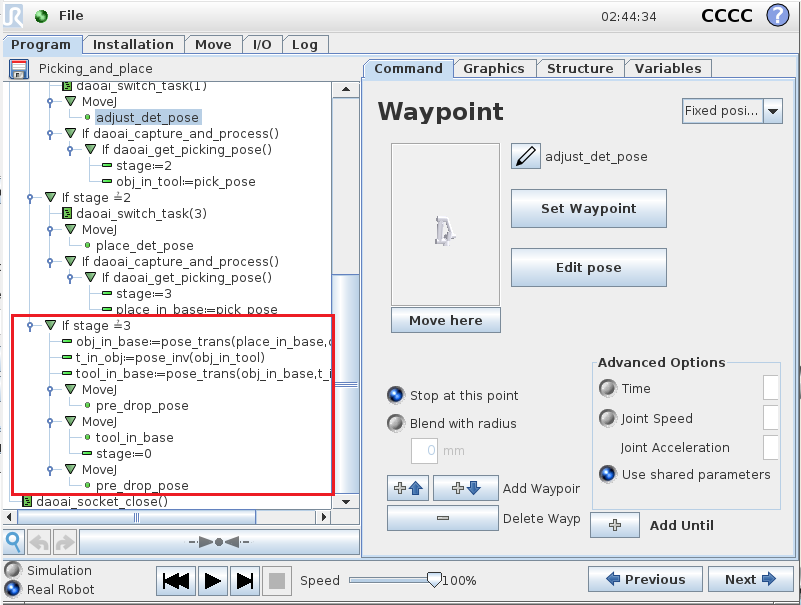 File
02:44:34
CCCC
?
Program
Installation
Move
I/O
Log
Picking_and_place
daoai_switch_task(1)
MoveJ
adjust_det_pose
If daoai_capture_and_process()
If daoai_get_picking_pose()
stage:=2
obj_in_tool:=pick_pose
If stage ≟2
daoai_switch_task(3)
MoveJ
place_det_pose
If daoai_capture_and_process()
If daoai_get_picking_pose()
stage:=3
place_in_base:=pick_pose
If stage ≟3
obj_in_base:=pose_trans(place_in_base,
t_in_obj:=pose_inv(obj_in_tool)
tool_in_base:=pose_trans(obj_in_base,t_i
MoveJ
pre_drop_pose
MoveJ
tool_in_base
stage:=0
MoveJ
pre_drop_pose
daoai_socket_close()
Simulation
Real Robot
Speed
100%
Command
Graphics
Structure
Variables
Waypoint
Fixed posi...
adjust_det_pose
Set Waypoint
Edit pose
Move here
Stop at this point
Blend with radius
0 mm
Add Waypoir
Delete Wayp
Advanced Options
Time
Joint Speed
Joint Acceleration
Use shared parameters
Add Until
Previous
Next